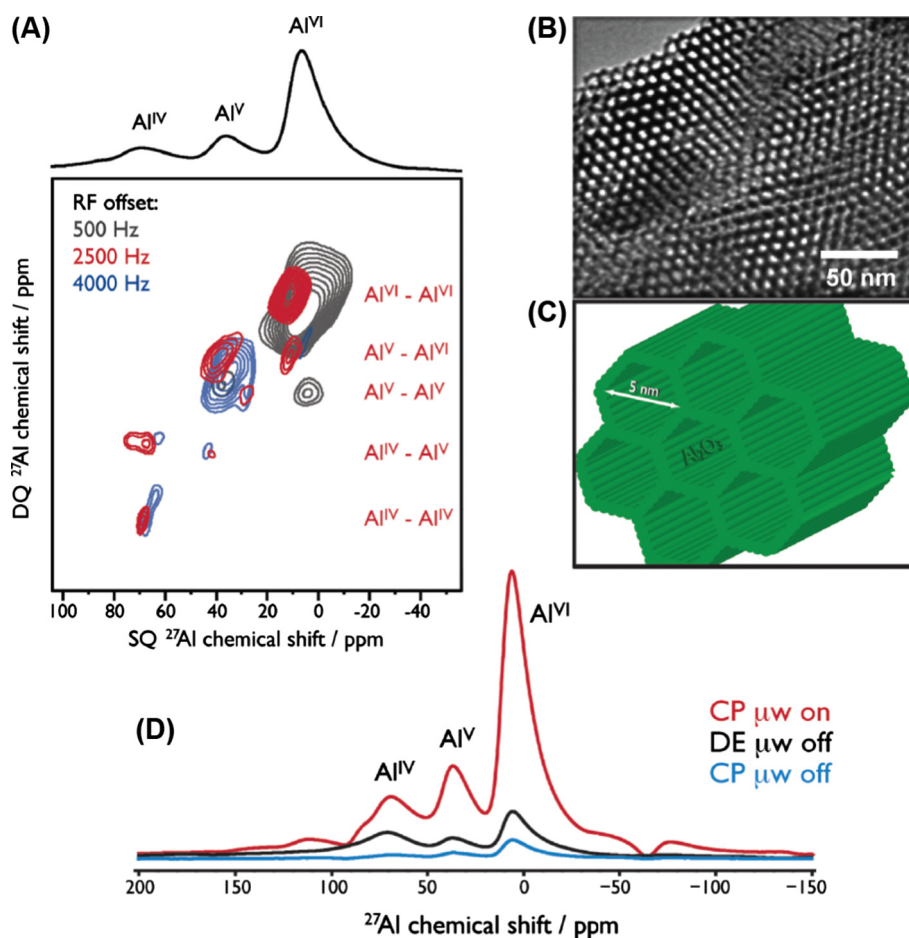 (A)
Al^VI
Al^IV
Al^V
RF offset:
500 Hz
2500 Hz
4000 Hz
Al^VI - Al^VI
Al^V - Al^VI
Al^V - Al^V
Al^IV - Al^V
Al^IV - Al^IV
DQ ²⁷Al chemical shift / ppm
100 80 60 40 20 0 -20 -40
SQ ²⁷Al chemical shift / ppm
(B)
50 nm
(C)
5 nm
Al₂O₃
(D)
Al^VI
Al^V
Al^IV
CP μw on
DE μw off
CP μw off
200 150 100 50 0 −50 −100 −150
²⁷Al chemical shift / ppm